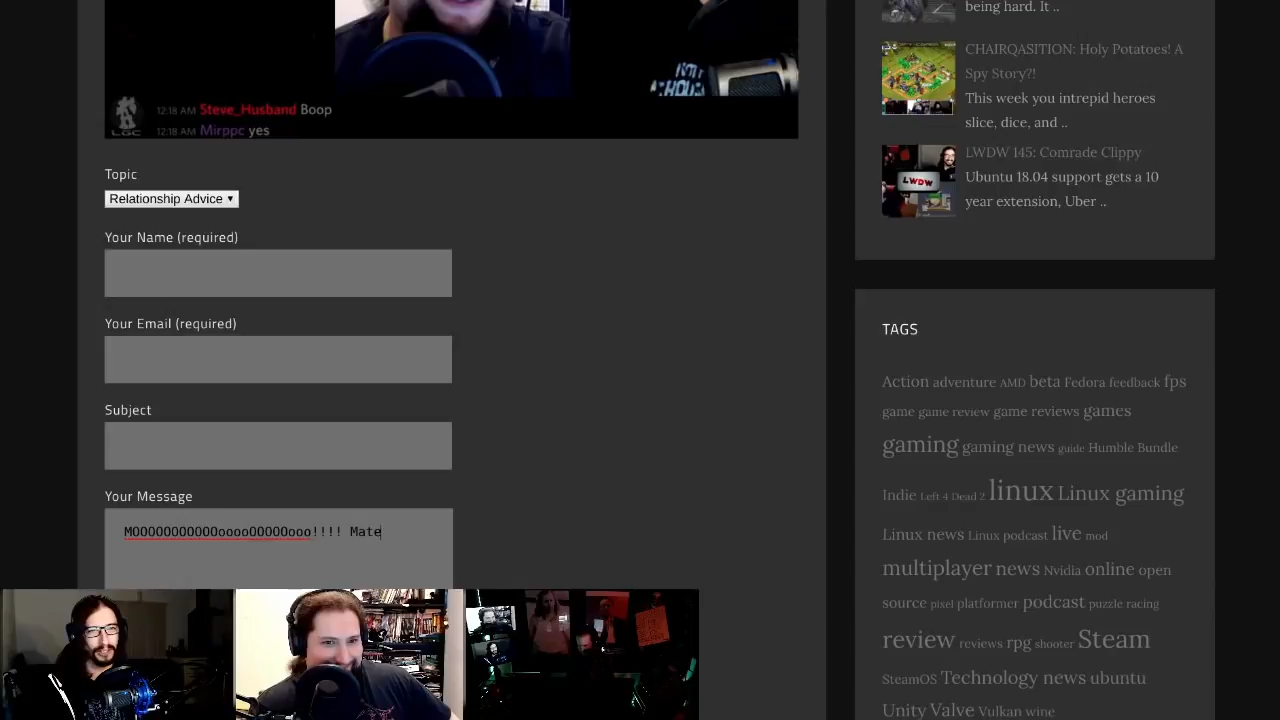 12:18 AM Steve_Husband Boop
12:18 AM Mirppc yes
LGC
Topic
Relationship Advice ▾
Your Name (required)
Your Email (required)
Subject
Your Message
MOOOOOOOOOOooooOOOOOooo!!!! Mate
being hard. It ..
CHAIRQASITION: Holy Potatoes! A
Spy Story?!
This week you intrepid heroes
slice, dice, and ..
LWDW
LWDW 145: Comrade Clippy
Ubuntu 18.04 support gets a 10
year extension, Uber ..
TAGS
Action adventure AMD beta Fedora feedback fps
game game review game reviews games
gaming gaming news guide Humble Bundle
Indie Left 4 Dead 2 linux Linux gaming
Linux news Linux podcast live mod
multiplayer news Nvidia online open
source pixel platformer podcast puzzle racing
review reviews rpg shooter Steam
SteamOS Technology news ubuntu
Unity Valve Vulkan wine